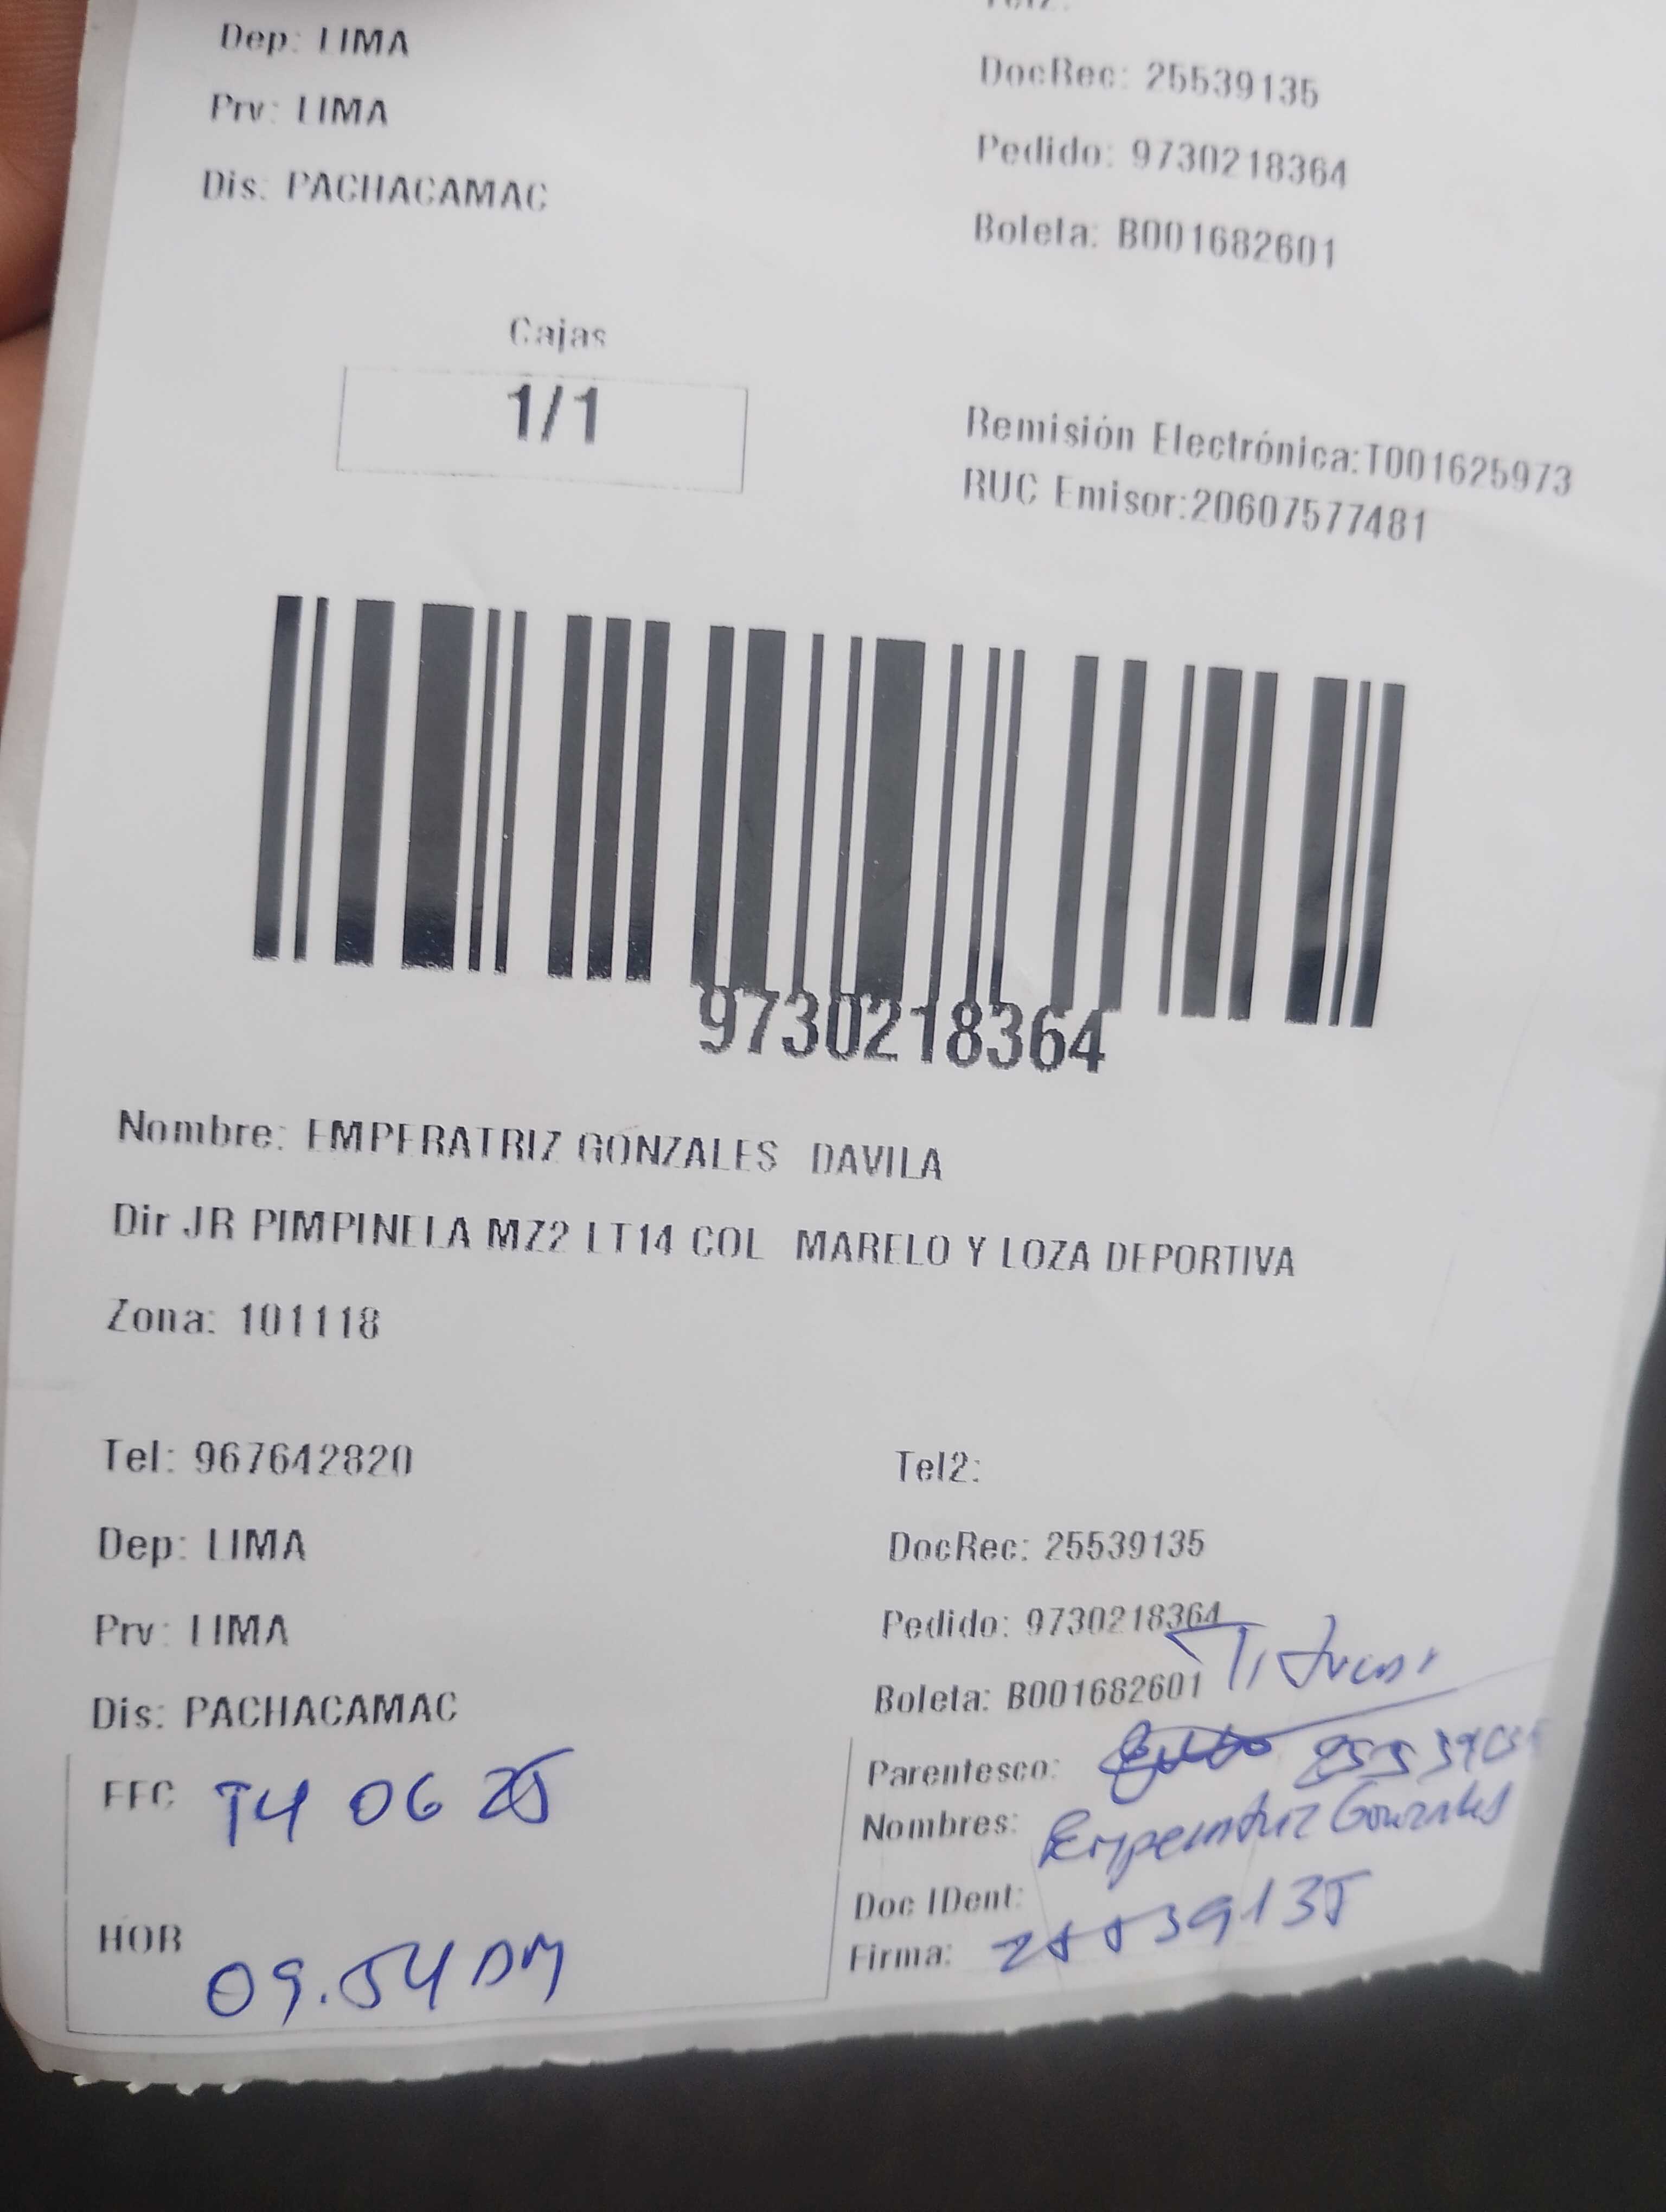 Dep: LIMA
Prv: LIMA
Dis: PACHACAMAC
DocRec: 25539135
Pedido: 9730218364
Boleta: B001682601
Cajas
1/1
Remisión Electrónica:T001625973
RUC Emisor:20607577481
9730218364
Nombre: EMPERATRIZ GONZALES DAVILA
Dir JR PIMPINELA MZ2 LT14 COL MARELO Y LOZA DEPORTIVA
Zona: 101118
Tel: 967642820
Tel2:
Dep: LIMA
DocRec: 25539135
Prv: LIMA
Pedido: 9730218364
Dis: PACHACAMAC
Boleta: B001682601
FFC 14 06 25
HOR 09.54 AM
Parentesco:
Nombres: Emperatriz Gonzales
Doc IDent:
Firma: 25539135